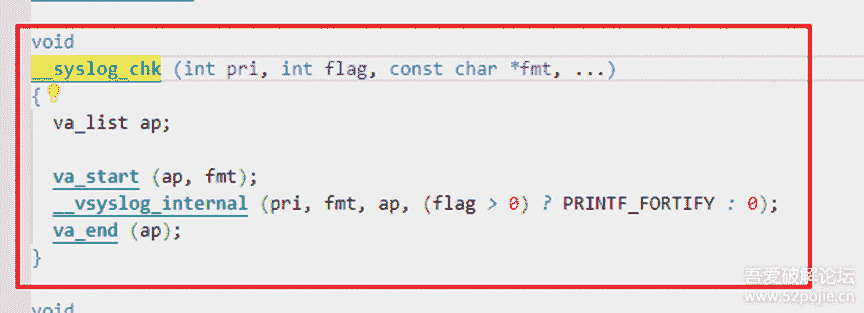 void
__syslog_chk (int pri, int flag, const char *fmt, ...)
{
  va_list ap;
  va_start (ap, fmt);
  __vsyslog_internal (pri, fmt, ap, (flag > 0) ? PRINTF_FORTIFY : 0);
  va_end (ap);
}
吾爱破解论坛
www.52pojie.cn
void